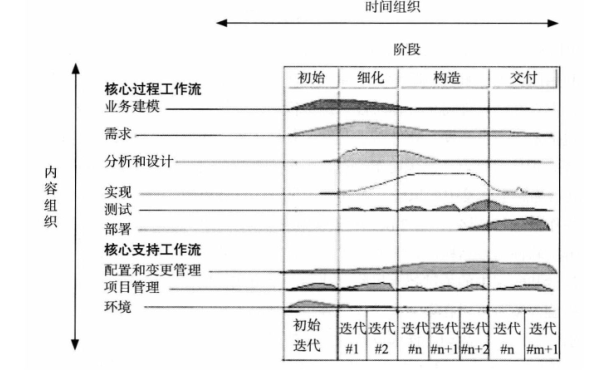 时间组织
阶段
初始 细化 构造 交付
核心过程工作流
业务建模
需求
分析和设计
实现
测试
部署
核心支持工作流
配置和变更管理
项目管理
环境
内容组织
初始 迭代 迭代 迭代 迭代 迭代 迭代 迭代
迭代 #1 #2 #n #n+1 #n+2 #n #m+1